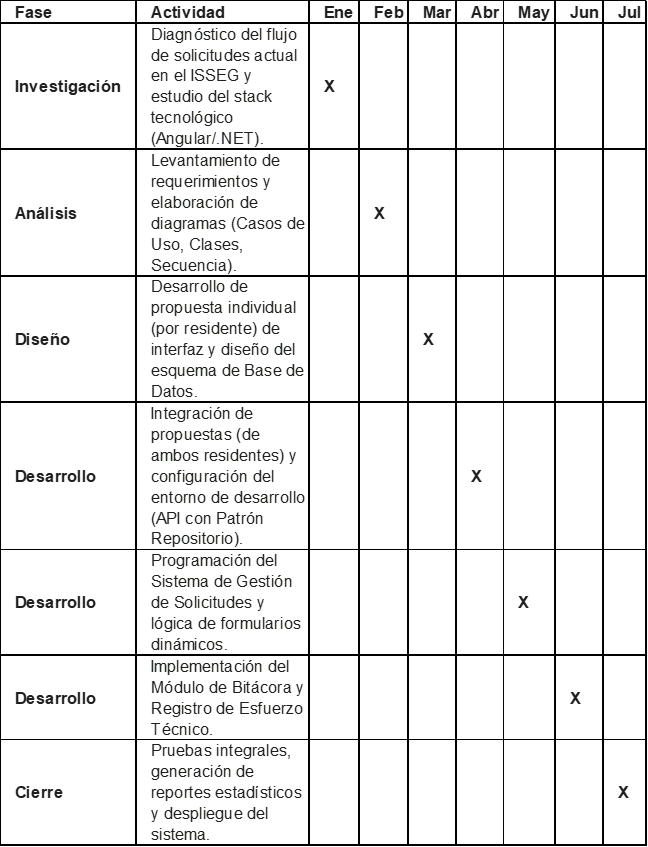 Fase Actividad Ene Feb Mar Abr May Jun Jul
Diagnóstico del flujo
de solicitudes actual
en el ISSEG y
Investigación estudio del stack X
tecnológico
(Angular/.NET).
Levantamiento de
requerimientos y
elaboración de
Análisis diagramas (Casos de X
Uso, Clases,
Secuencia).
Desarrollo de
propuesta individual
(por residente) de
Diseño interfaz y diseño del X
esquema de Base de
Datos.
Integración de
propuestas (de
ambos residentes) y
Desarrollo configuración del X
entorno de desarrollo
(API con Patrón
Repositorio).
Programación del
Sistema de Gestión
Desarrollo de Solicitudes y X
lógica de formularios
dinámicos.
Implementación del
Módulo de Bitácora y
Desarrollo X
Registro de Esfuerzo
Técnico.
Pruebas integrales,
generación de
Cierre reportes estadísticos X
y despliegue del
sistema.